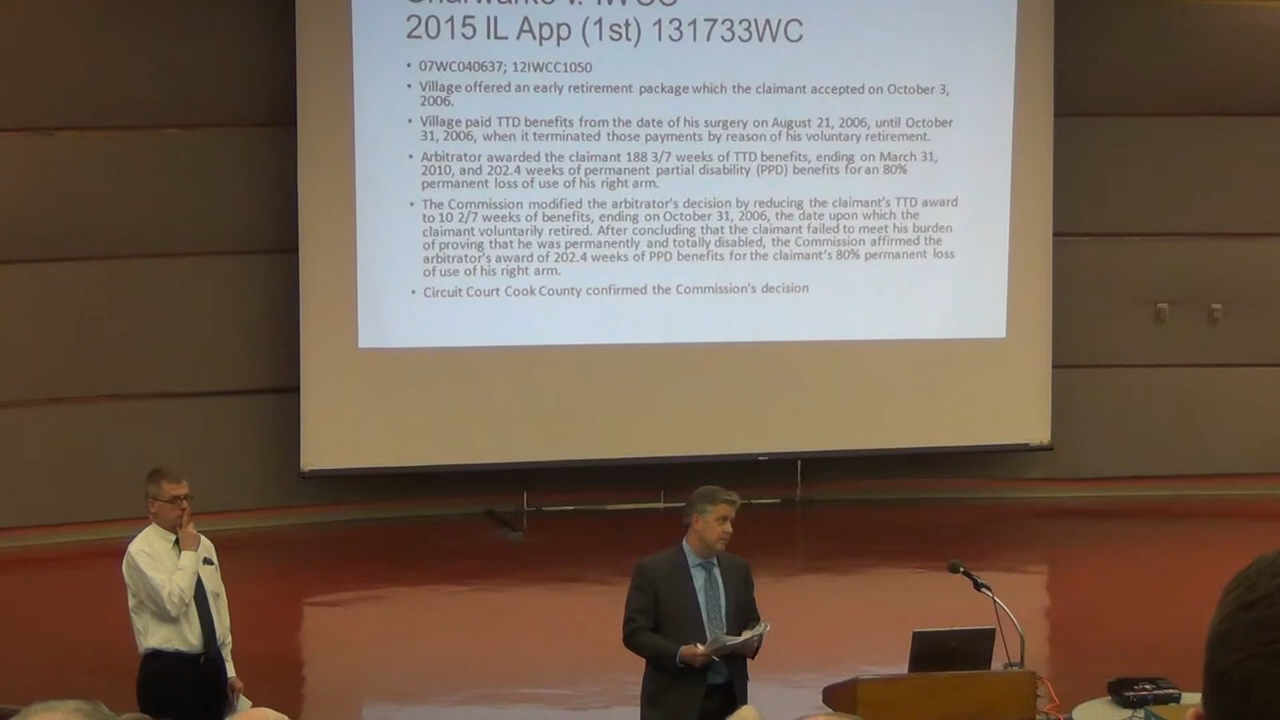 v. IWCC
2015 IL App (1st) 131733WC
• 07WC040637; 12IWCC1050
• Village offered an early retirement package which the claimant accepted on October 3,
2006.
• Village paid TTD benefits from the date of his surgery on August 21, 2006, until October
31, 2006, when it terminated those payments by reason of his voluntary retirement.
• Arbitrator awarded the claimant 188 3/7 weeks of TTD benefits, ending on March 31,
2010, and 202.4 weeks of permanent partial disability (PPD) benefits for an 80%
permanent loss of use of his right arm.
• The Commission modified the arbitrator's decision by reducing the claimant's TTD award
to 10 2/7 weeks of benefits, ending on October 31, 2006, the date upon which the
claimant voluntarily retired. After concluding that the claimant failed to meet his burden
of proving that he was permanently and totally disabled, the Commission affirmed the
arbitrator's award of 202.4 weeks of PPD benefits for the claimant's 80% permanent loss
of use of his right arm.
• Circuit Court Cook County confirmed the Commission's decision